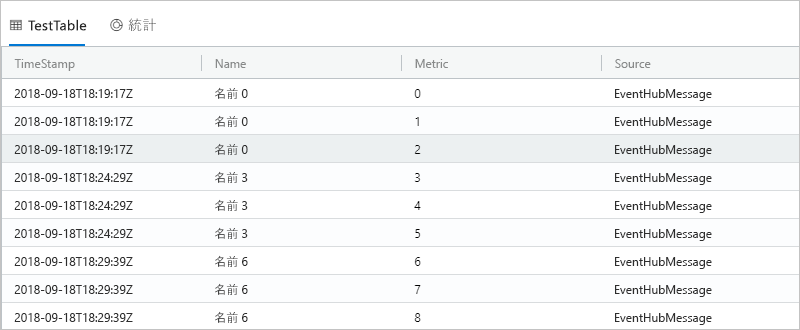 TestTable 統計
TimeStamp Name Metric Source
2018-09-18T18:19:17Z 名前 0 0 EventHubMessage
2018-09-18T18:19:17Z 名前 0 1 EventHubMessage
2018-09-18T18:19:17Z 名前 0 2 EventHubMessage
2018-09-18T18:24:29Z 名前 3 3 EventHubMessage
2018-09-18T18:24:29Z 名前 3 4 EventHubMessage
2018-09-18T18:24:29Z 名前 3 5 EventHubMessage
2018-09-18T18:29:39Z 名前 6 6 EventHubMessage
2018-09-18T18:29:39Z 名前 6 7 EventHubMessage
2018-09-18T18:29:39Z 名前 6 8 EventHubMessage